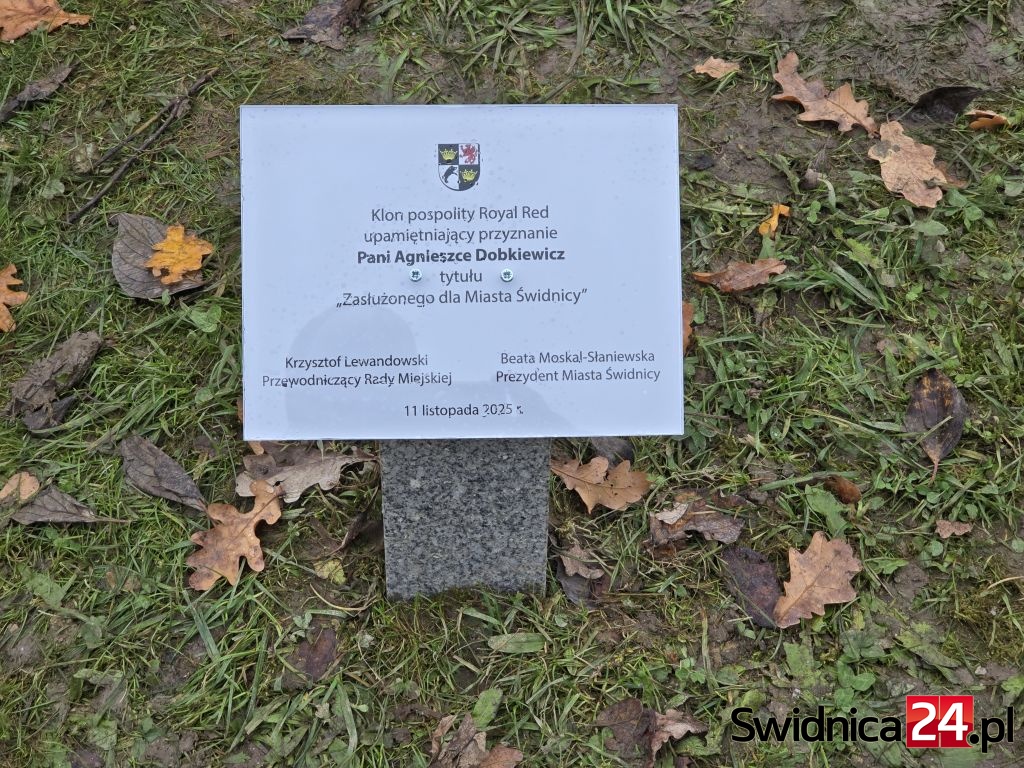 Klon pospolity Royal Red
upamiętniający przyznanie
Pani Agnieszce Dobkiewicz
tytułu
„Zasłużonego dla Miasta Świdnicy”
Krzysztof Lewandowski
Przewodniczący Rady Miejskiej
Beata Moskal-Słaniewska
Prezydent Miasta Świdnicy
11 listopada 2025 r.
Swidnica24.pl